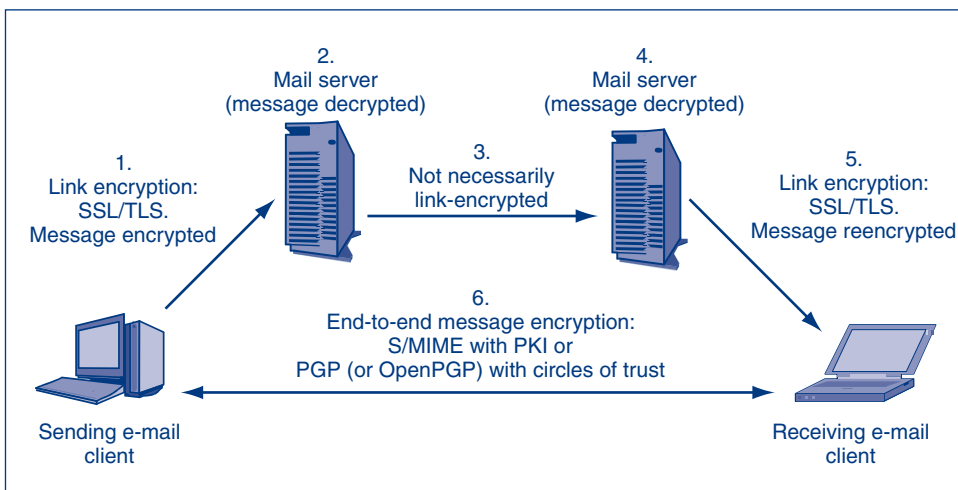 1.
Link encryption:
SSL/TLS.
Message encrypted
2.
Mail server
(message decrypted)
3.
Not necessarily
link-encrypted
4.
Mail server
(message decrypted)
5.
Link encryption:
SSL/TLS.
Message reencrypted
6.
End-to-end message encryption:
S/MIME with PKI or
PGP (or OpenPGP) with circles of trust
Sending e-mail
client
Receiving e-mail
client